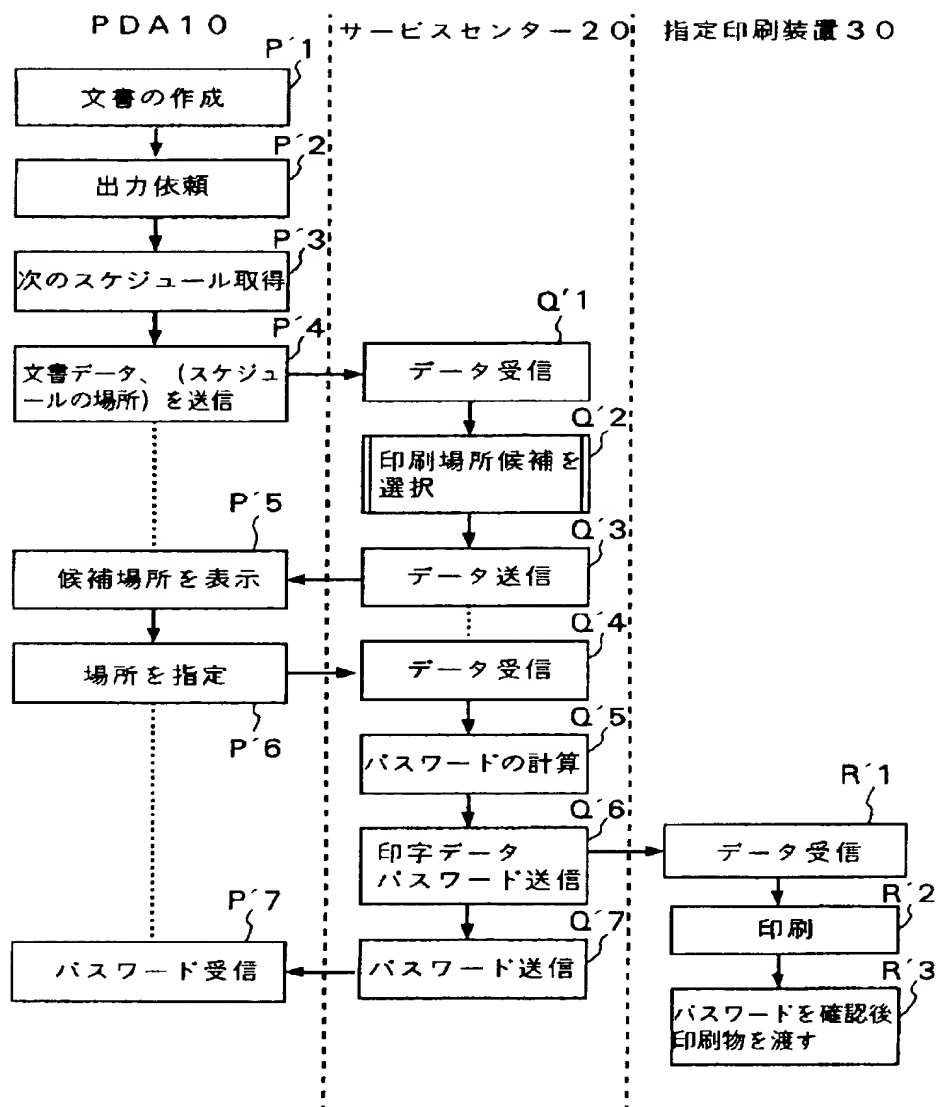 PDA10
サービスセンター20
指定印刷装置30
P´1
文書の作成
P´2
出力依頼
P´3
次のスケジュール取得
P´4
文書データ、(スケジュ
ールの場所)を送信
Q´1
データ受信
Q´2
印刷場所候補を
選択
P´5
候補場所を表示
Q´3
データ送信
Q´4
場所を指定
データ受信
P´6
Q´5
パスワードの計算
Q´6
印字データ
パスワード送信
R´1
データ受信
R´2
印刷
P´7
パスワード受信
Q´7
パスワード送信
R´3
パスワードを確認後
印刷物を渡す